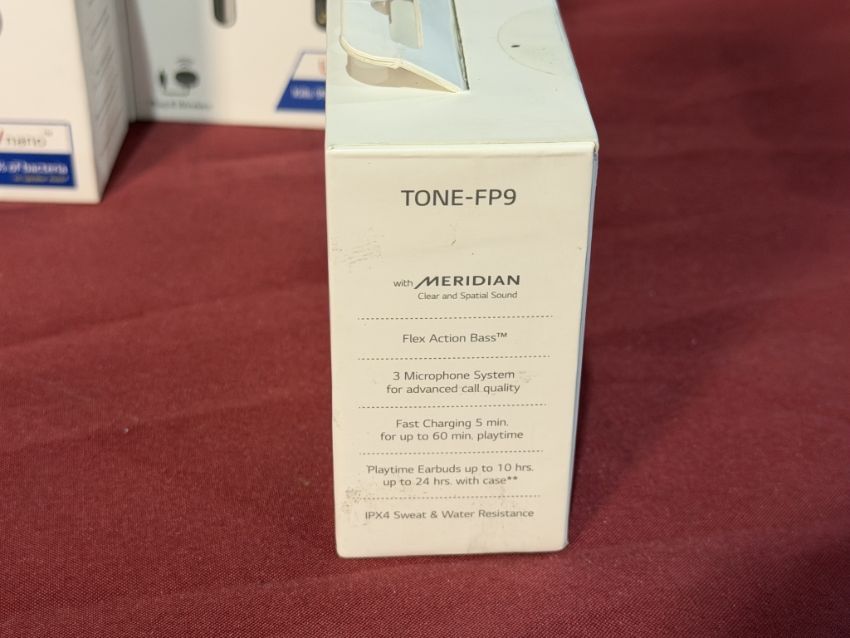 nano
of bacteria
TONE-FP9
with MERIDIAN
Clear and Spatial Sound
Flex Action Bass™
3 Microphone System
for advanced call quality
Fast Charging 5 min.
for up to 60 min. playtime
Playtime Earbuds up to 10 hrs.
up to 24 hrs. with case**
IPX4 Sweat & Water Resistance